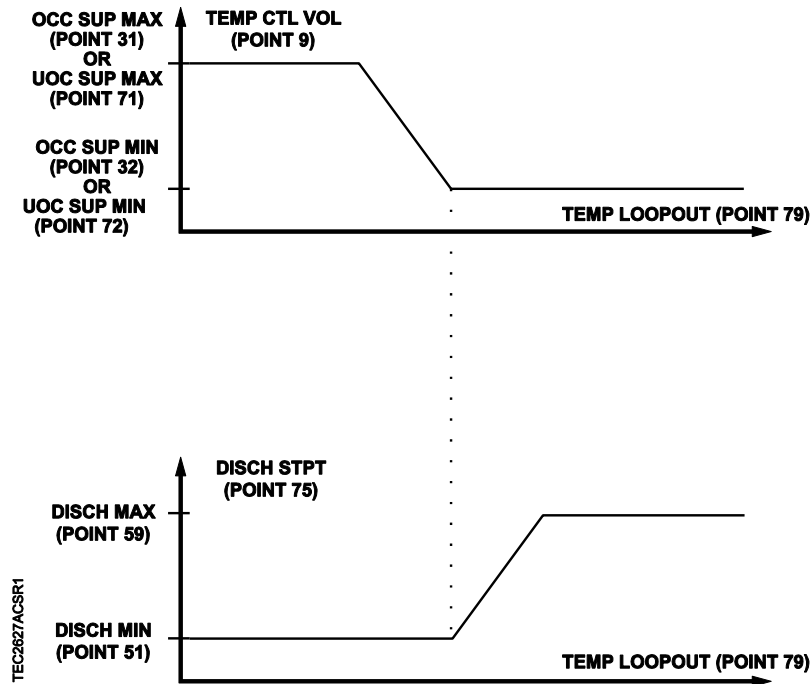 OCC SUP MAX
(POINT 31)
OR
UOC SUP MAX
(POINT 71)
TEMP CTL VOL
(POINT 9)
OCC SUP MIN
(POINT 32)
OR
UOC SUP MIN
(POINT 72)
TEMP LOOPOUT (POINT 79)
DISCH STPT
(POINT 75)
DISCH MAX
(POINT 59)
DISCH MIN
(POINT 51)
TEMP LOOPOUT (POINT 79)
TEC2627ACSR1